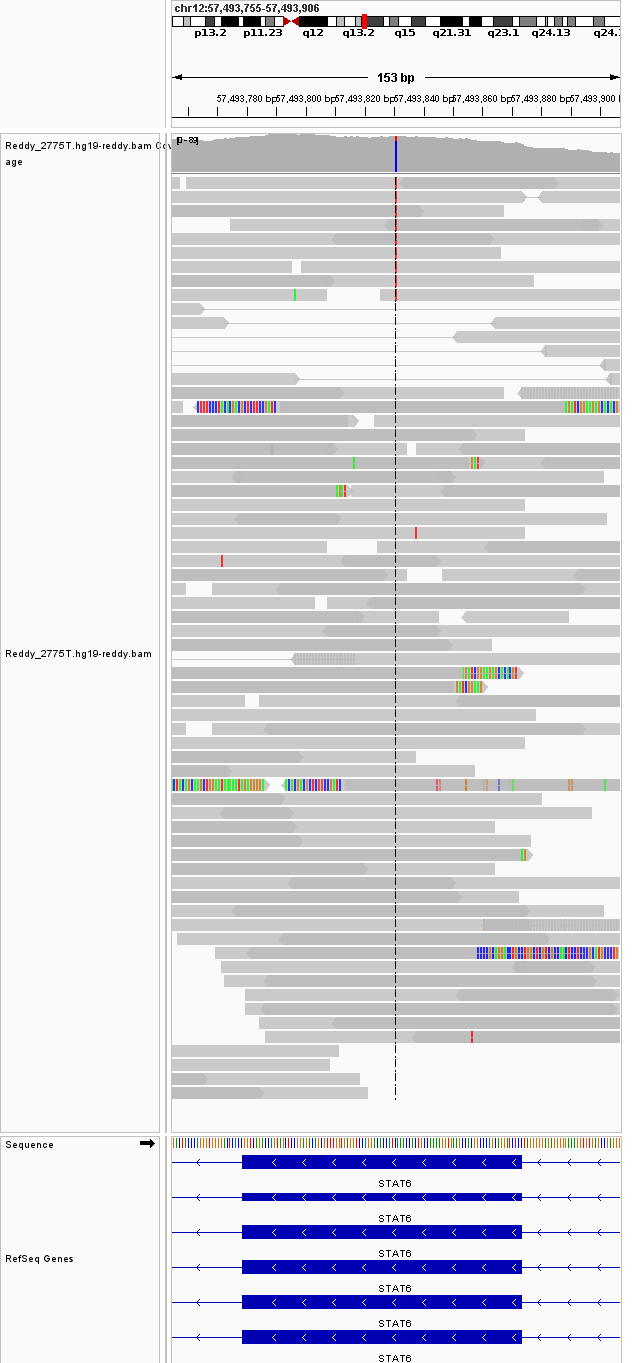 chr12:57,493,755-57,493,906
p13.2 p11.23 q12 q13.2 q15 q21.31 q23.1 q24.13
153 bp
57,493,780 bp 57,493,800 bp 57,493,820 bp 57,493,840 bp 57,493,860 bp 57,493,880 bp 57,493,900
Reddy_2775T.hg19-reddy.bam Cov
age
Reddy_2775T.hg19-reddy.bam
Sequence
STAT6
STAT6
STAT6
RefSeq Genes
STAT6
STAT6
STAT6